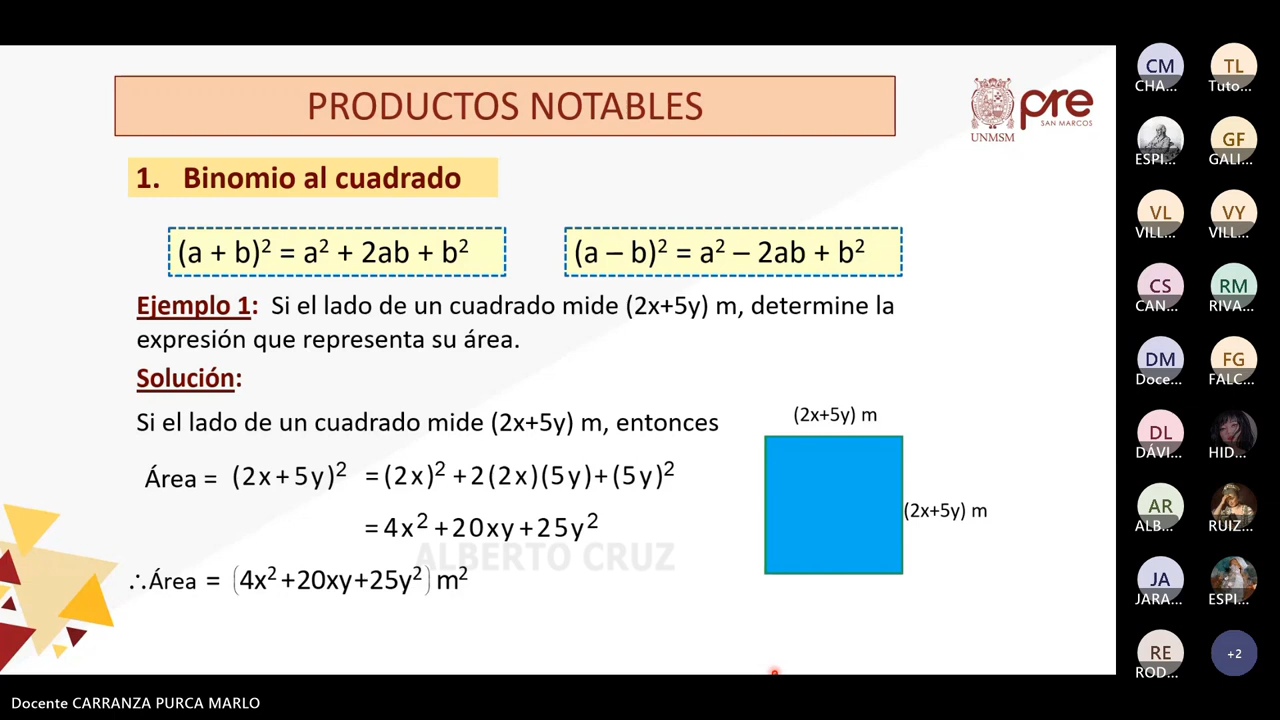 PRODUCTOS NOTABLES
UNMSM
pre
SAN MARCOS
1. Binomio al cuadrado
(a + b)² = a² + 2ab + b²
(a – b)² = a² – 2ab + b²
Ejemplo 1: Si el lado de un cuadrado mide (2x+5y) m, determine la
expresión que representa su área.
Solución:
Si el lado de un cuadrado mide (2x+5y) m, entonces
(2x+5y) m
Área = (2x+5y)² =(2x)²+2(2x)(5y)+(5y)²
(2x+5y) m
=4x²+20xy+25y²
ALBERTO CRUZ
∴Área = (4x²+20xy+25y²) m²
CM
CHA...
TL
Tuto...
ESPI...
GF
GALI...
VL
VILL...
VY
VILL...
CS
CAN...
RM
RIVA...
DM
Doce...
FG
FALC...
DL
DÁVI...
HID...
AR
ALB...
RUIZ...
JA
JARA...
ESPI...
RE
ROD...
+2
Docente CARRANZA PURCA MARLO